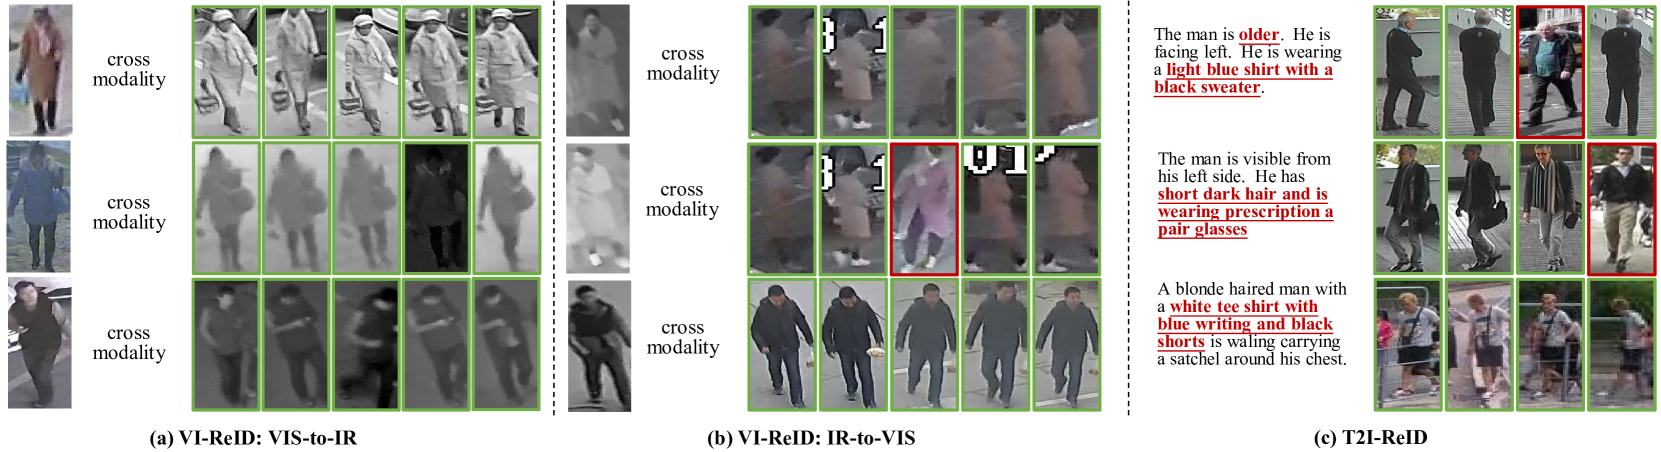 cross
modality
cross
modality
cross
modality
cross
modality
cross
modality
cross
modality
The man is older. He is
facing left. He is wearing
a light blue shirt with a
black sweater.
The man is visible from
his left side. He has
short dark hair and is
wearing prescription a
pair glasses
A blonde haired man with
a white tee shirt with
blue writing and black
shorts is waling carrying
a satchel around his chest.
(a) VI-ReID: VIS-to-IR
(b) VI-ReID: IR-to-VIS
(c) T2I-ReID